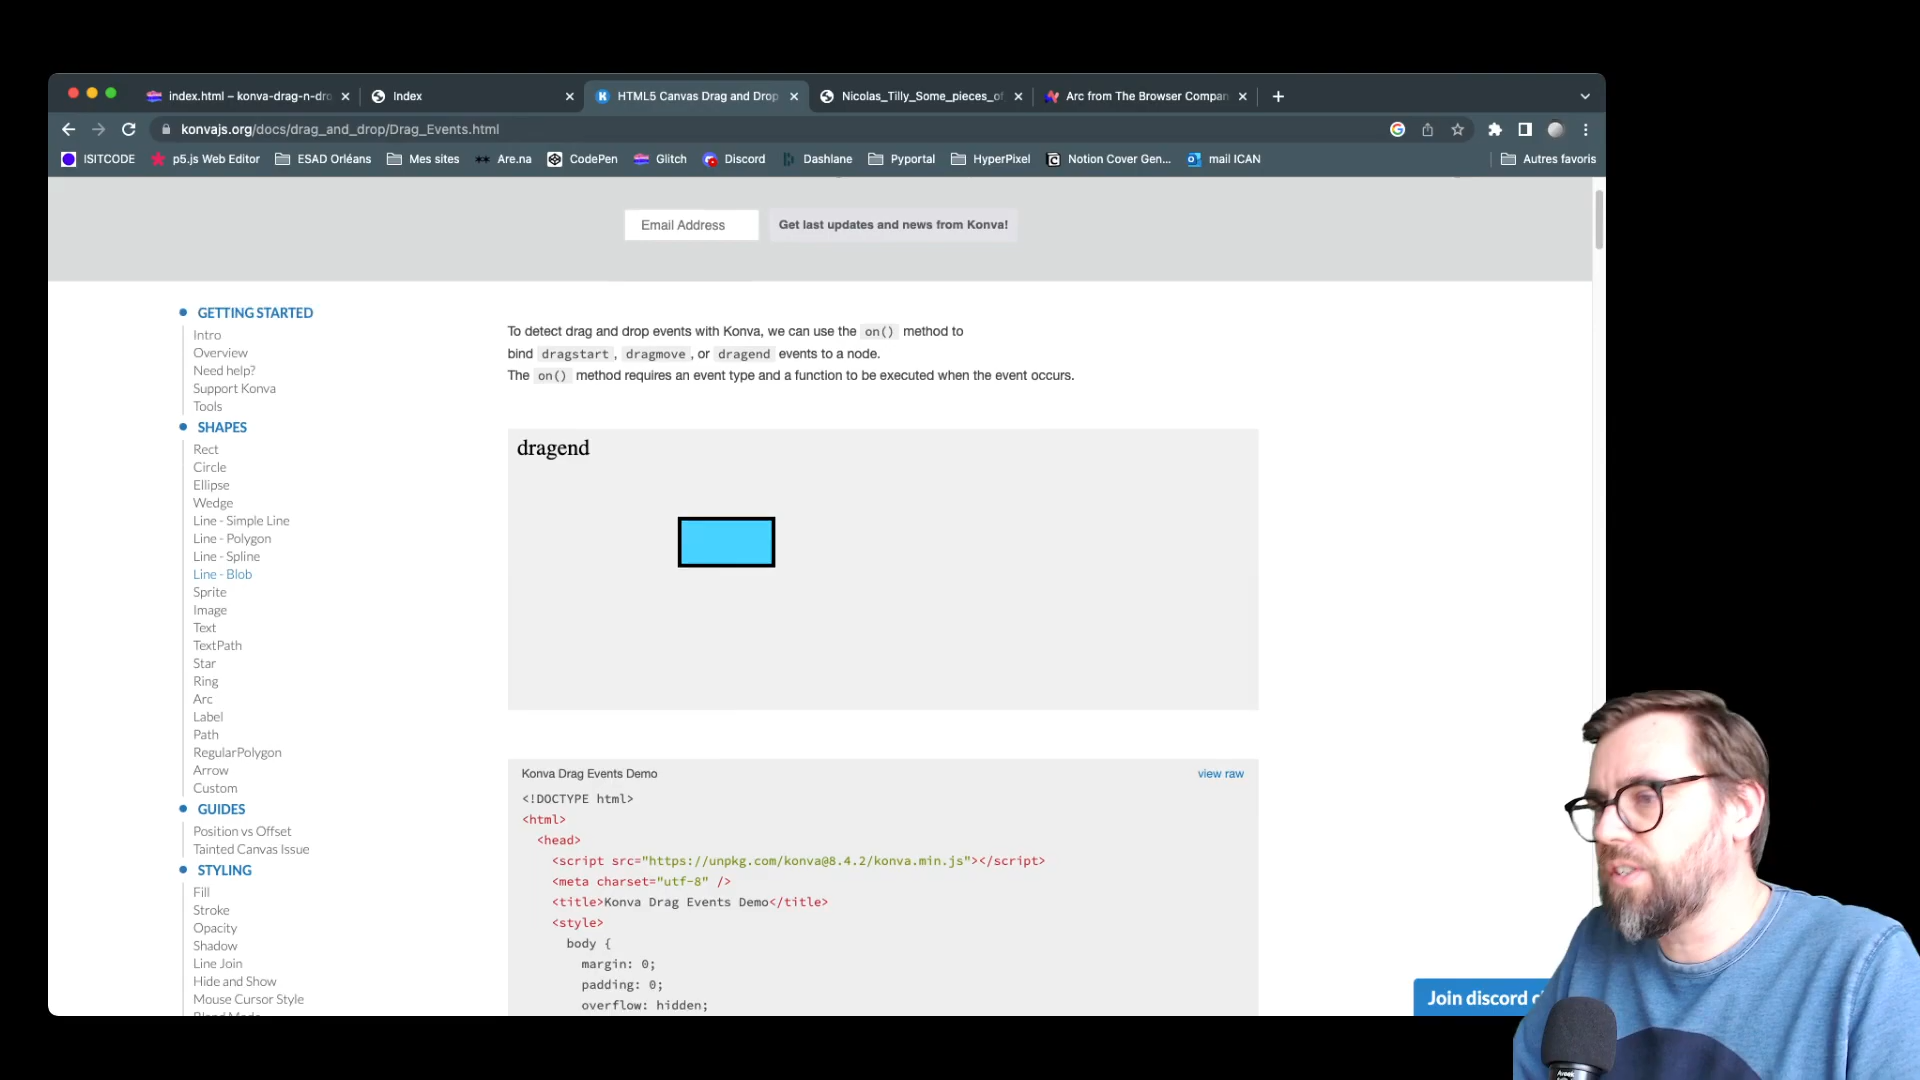 index.html – konva-drag-n-dro
Index
HTML5 Canvas Drag and Drop
Nicolas_Tilly_Some_pieces_of
Arc from The Browser Compan
konvajs.org/docs/drag_and_drop/Drag_Events.html
ISITCODE
p5.js Web Editor
ESAD Orléans
Mes sites
Are.na
CodePen
Glitch
Discord
Dashlane
Pyportal
HyperPixel
Notion Cover Gen...
mail ICAN
Autres favoris
Email Address
Get last updates and news from Konva!
GETTING STARTED
Intro
Overview
Need help?
Support Konva
Tools
SHAPES
Rect
Circle
Ellipse
Wedge
Line - Simple Line
Line - Polygon
Line - Spline
Line - Blob
Sprite
Image
Text
TextPath
Star
Ring
Arc
Label
Path
RegularPolygon
Arrow
Custom
GUIDES
Position vs Offset
Tainted Canvas Issue
STYLING
Fill
Stroke
Opacity
Shadow
Line Join
Hide and Show
Mouse Cursor Style
To detect drag and drop events with Konva, we can use the on() method to
bind dragstart, dragmove, or dragend events to a node.
The on() method requires an event type and a function to be executed when the event occurs.
dragend
Konva Drag Events Demo
view raw
<!DOCTYPE html>
<html>
<head>
<script src="https://unpkg.com/konva@8.4.2/konva.min.js"></script>
<meta charset="utf-8" />
<title>Konva Drag Events Demo</title>
<style>
body {
margin: 0;
padding: 0;
overflow: hidden;
Join discord